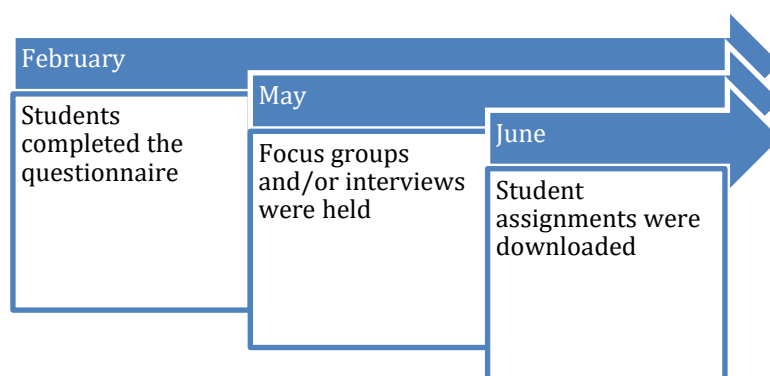 February
Students
completed the
questionnaire
May
Focus groups
and/or interviews
were held
June
Student
assignments were
downloaded